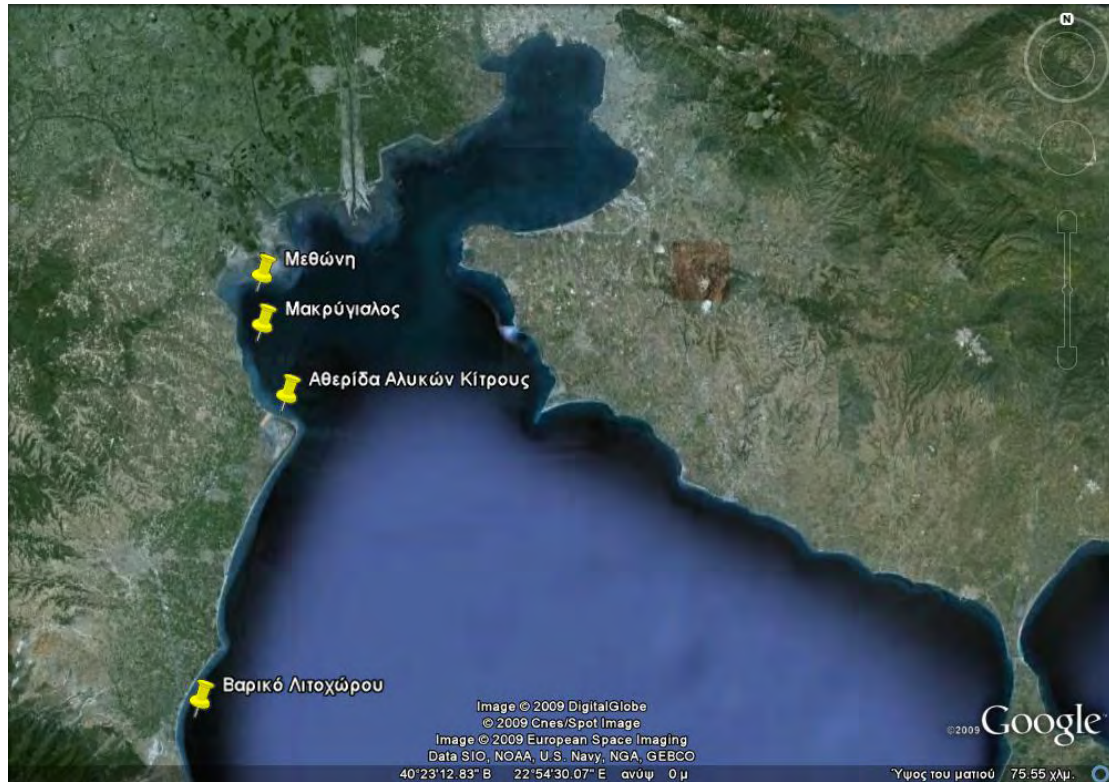 N
Μεθώνη
Μακρύγιαλος
Αθερίδα Αλυκών Κίτρους
Βαρικό Λιτοχώρου
Image © 2009 DigitalGlobe
© 2009 Cnes/Spot Image
Image © 2009 European Space Imaging
Data SIO, NOAA, U.S. Navy, NGA, GEBCO
©2009 Google
40°23'12.83" Β 22°54'30.07" Ε ανύψ 0 μ Ύψος του ματιού 75.55 χλμ.